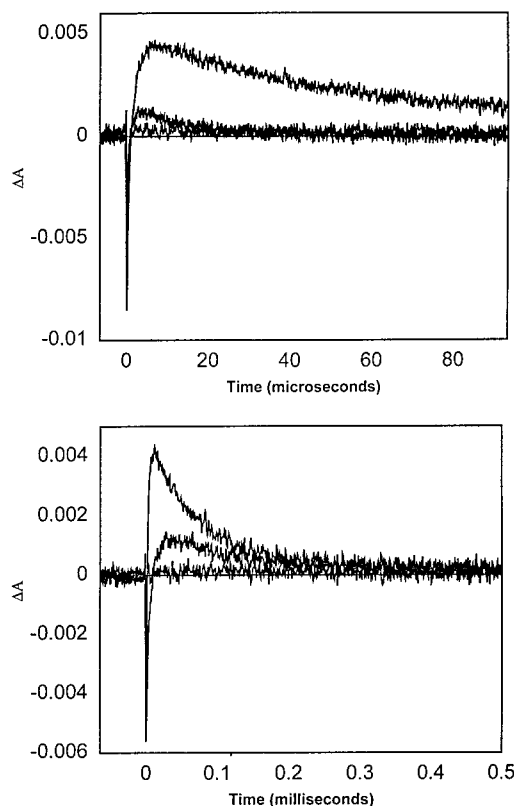 0.005
0
-0.005
-0.01
ΔA
0 20 40 60 80
Time (microseconds)
0.004
0.002
0
-0.002
-0.004
-0.006
ΔA
0 0.1 0.2 0.3 0.4 0.5
Time (milliseconds)